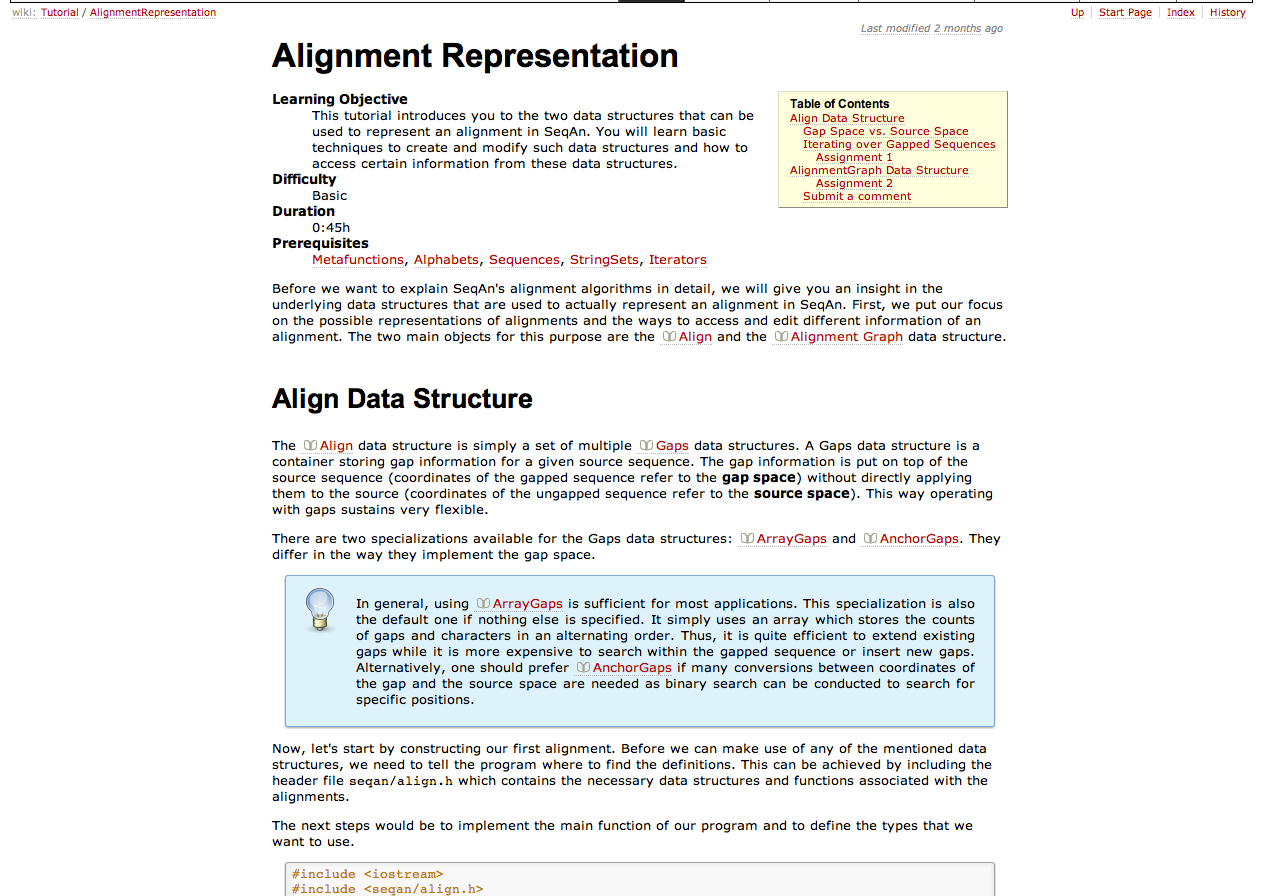 wiki: Tutorial / AlignmentRepresentation
Up Start Page Index History
Last modified 2 months ago
Alignment Representation
Learning Objective
This tutorial introduces you to the two data structures that can be
used to represent an alignment in SeqAn. You will learn basic
techniques to create and modify such data structures and how to
access certain information from these data structures.
Difficulty
Basic
Duration
0:45h
Prerequisites
Metafunctions, Alphabets, Sequences, StringSets, Iterators
Table of Contents
Align Data Structure
Gap Space vs. Source Space
Iterating over Gapped Sequences
Assignment 1
AlignmentGraph Data Structure
Assignment 2
Submit a comment
Before we want to explain SeqAn's alignment algorithms in detail, we will give you an insight in the
underlying data structures that are used to actually represent an alignment in SeqAn. First, we put our focus
on the possible representations of alignments and the ways to access and edit different information of an
alignment. The two main objects for this purpose are the Align and the Alignment Graph data structure.
Align Data Structure
The Align data structure is simply a set of multiple Gaps data structures. A Gaps data structure is a
container storing gap information for a given source sequence. The gap information is put on top of the
source sequence (coordinates of the gapped sequence refer to the gap space) without directly applying
them to the source (coordinates of the ungapped sequence refer to the source space). This way operating
with gaps sustains very flexible.
There are two specializations available for the Gaps data structures: ArrayGaps and AnchorGaps. They
differ in the way they implement the gap space.
In general, using ArrayGaps is sufficient for most applications. This specialization is also
the default one if nothing else is specified. It simply uses an array which stores the counts
of gaps and characters in an alternating order. Thus, it is quite efficient to extend existing
gaps while it is more expensive to search within the gapped sequence or insert new gaps.
Alternatively, one should prefer AnchorGaps if many conversions between coordinates of
the gap and the source space are needed as binary search can be conducted to search for
specific positions.
Now, let's start by constructing our first alignment. Before we can make use of any of the mentioned data
structures, we need to tell the program where to find the definitions. This can be achieved by including the
header file seqan/align.h which contains the necessary data structures and functions associated with the
alignments.
The next steps would be to implement the main function of our program and to define the types that we
want to use.
#include <iostream>
#include <seqan/align.h>